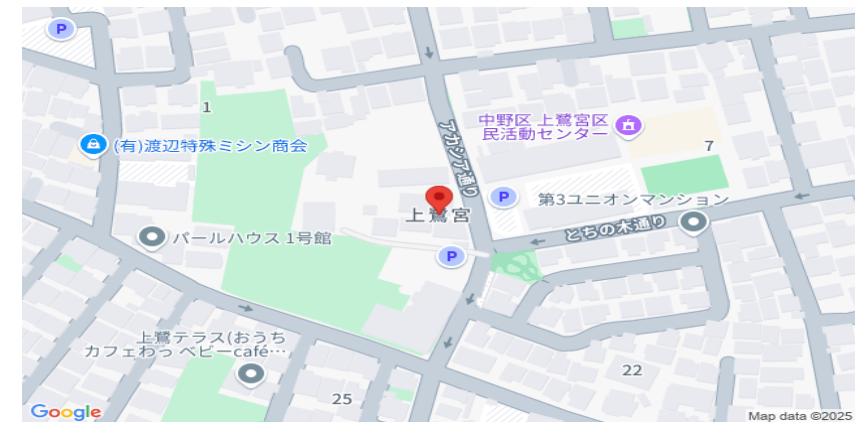 P
1
(有)渡辺特殊ミシン商会
アカシア通り
中野区 上鷺宮区
民活動センター
7
P
第3ユニオンマンション
上鷺宮
とちの木通り
パールハウス 1号館
P
上鷺テラス(おうち
カフェわっ ベビーcafé…
22
25
Google
Map data ©2025